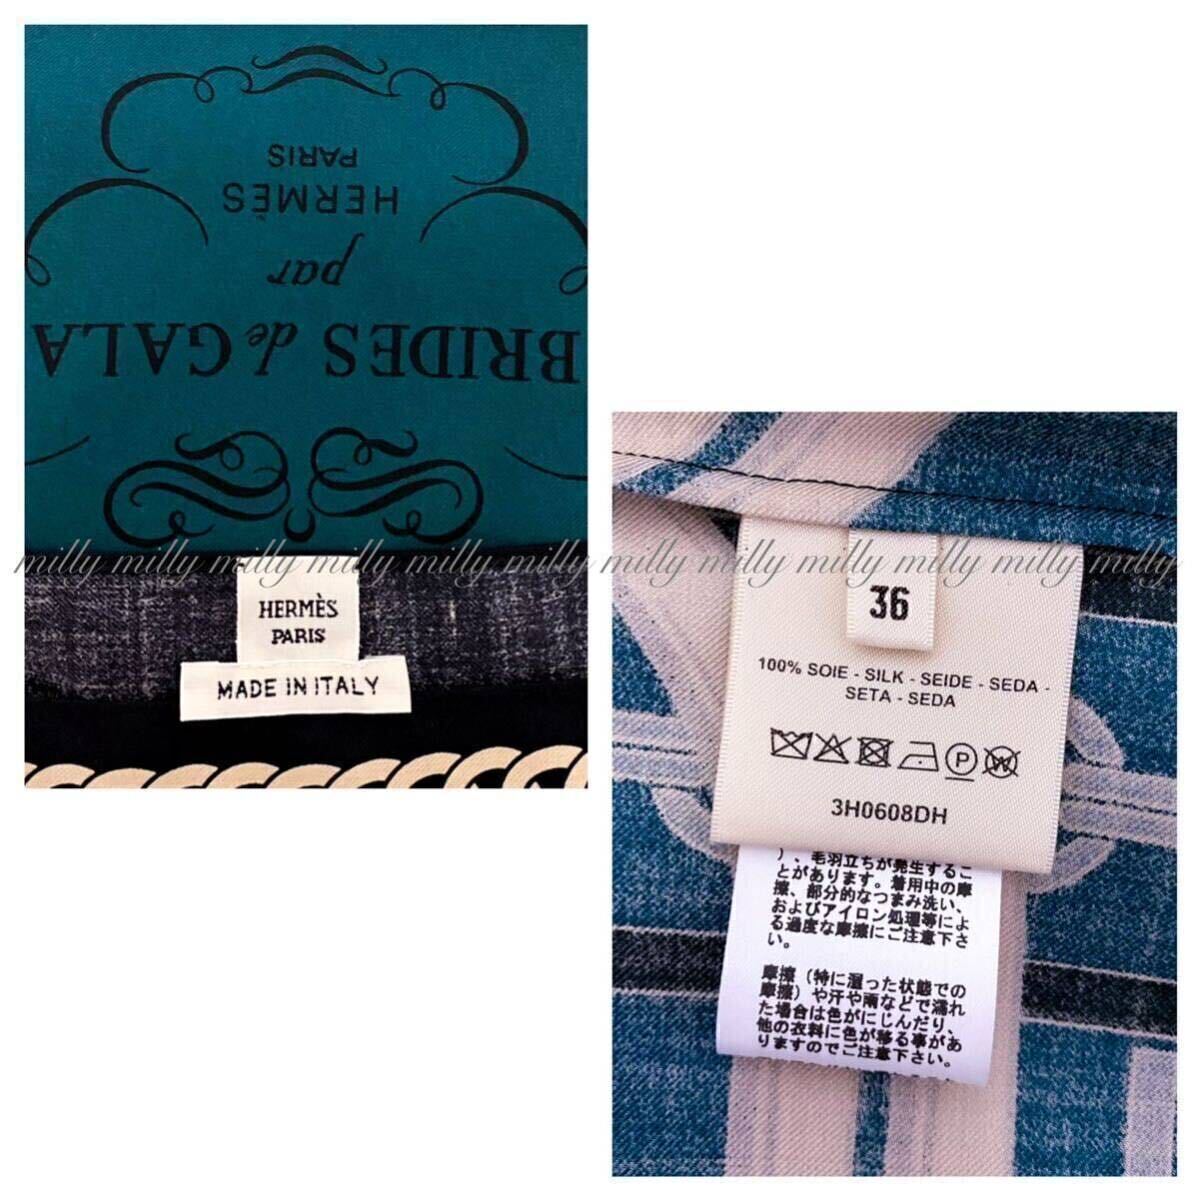 BRIDES de GALA
par
HERMÈS
PARIS
milly milly milly milly milly milly milly milly milly milly milly milly
HERMÈS
PARIS
MADE IN ITALY
36
100% SOIE - SILK - SEIDE - SEDA -
SETA - SEDA
P
W
3H0608DH
)、毛羽立ちが発生するこ
とがあります。着用中の摩
擦、部分的なつまみ洗い、
およびアイロン処理等によ
る過度な摩擦にご注意下さ
い。
摩擦（特に湿った状態での
摩擦）や汗や雨などで濡れ
た場合は色がにじんだり、
他の衣料に色が移る事があ
りますのでご注意下さい。